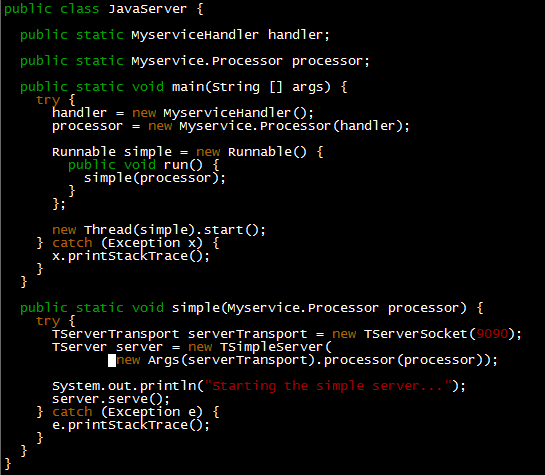 public class JavaServer {
public static MyserviceHandler handler;
public static Myservice.Processor processor;
public static void main(String [] args) {
try {
handler = new MyserviceHandler();
processor = new Myservice.Processor(handler);
Runnable simple = new Runnable() {
public void run() {
simple(processor);
}
};
new Thread(simple).start();
} catch (Exception x) {
x.printStackTrace();
}
}
public static void simple(Myservice.Processor processor) {
try {
TServerTransport serverTransport = new TServerSocket(9090);
TServer server = new TSimpleServer(
new Args(serverTransport).processor(processor));
System.out.println("Starting the simple server...");
server.serve();
} catch (Exception e) {
e.printStackTrace();
}
}
}